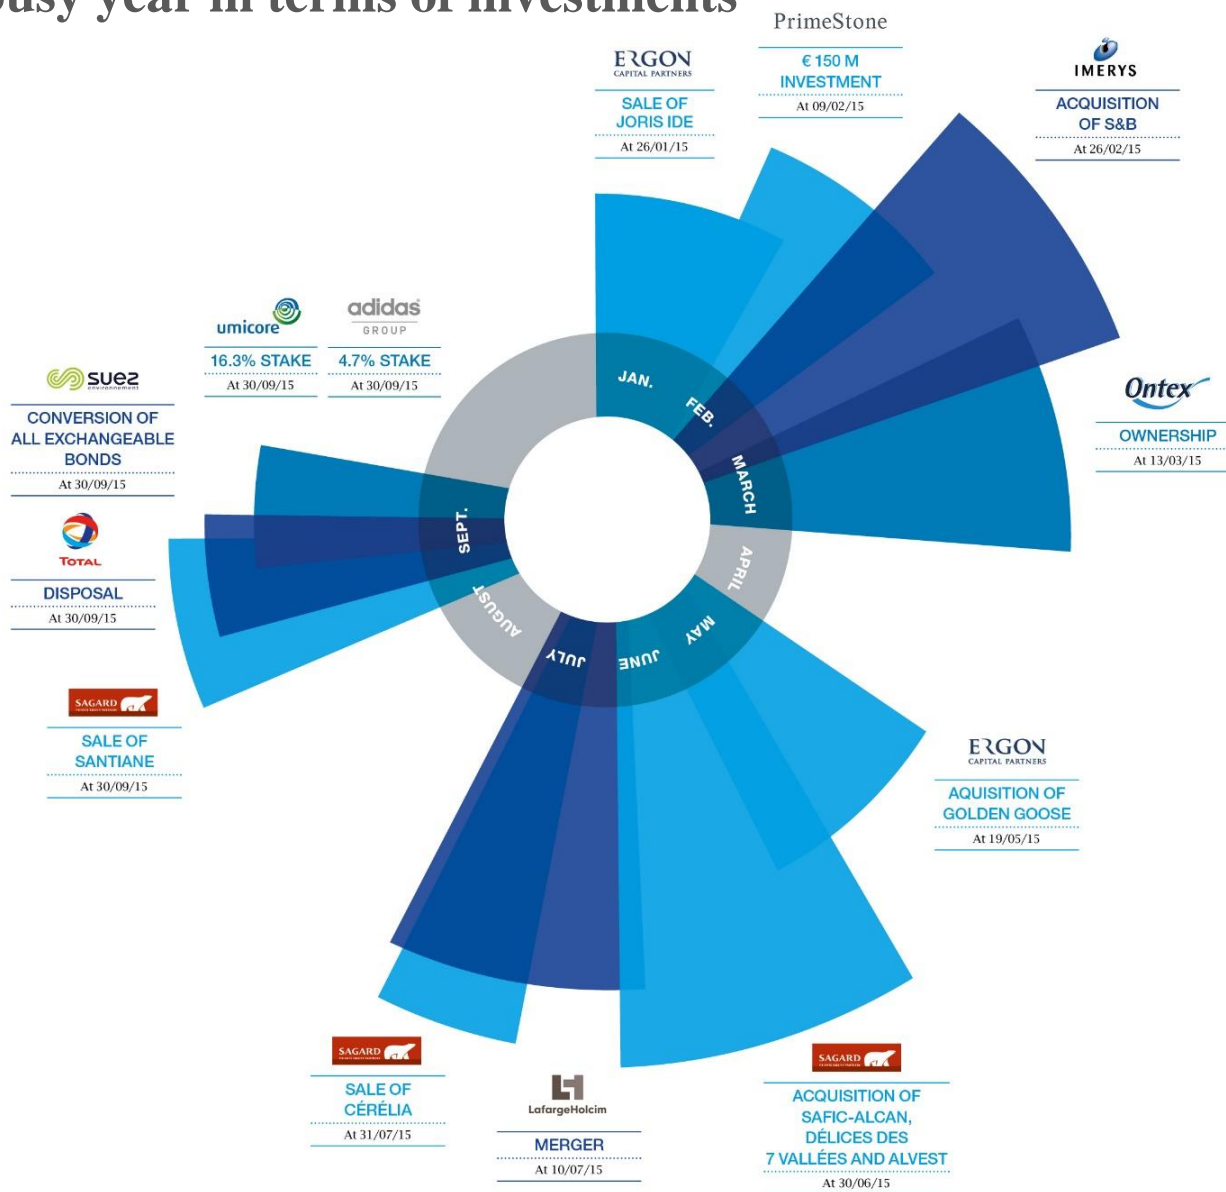 busy year in terms of investments
PrimeStone
€ 150 M
INVESTMENT
At 09/02/15
ERGON
CAPITAL PARTNERS
SALE OF
JORIS IDE
At 26/01/15
IMERYS
ACQUISITION
OF S&B
At 26/02/15
Ontex
OWNERSHIP
At 13/03/15
umicore
16.3% STAKE
At 30/09/15
adidas
GROUP
4.7% STAKE
At 30/09/15
suez
environnement
CONVERSION OF
ALL EXCHANGEABLE
BONDS
At 30/09/15
TOTAL
DISPOSAL
At 30/09/15
SAGARD
SALE OF
SANTIANE
At 30/09/15
JAN.
FEB.
MARCH
APRIL
MAY
JUNE
JULY
AUGUST
SEPT.
ERGON
CAPITAL PARTNERS
AQUISITION OF
GOLDEN GOOSE
At 19/05/15
SAGARD
SALE OF
CÉRÉLIA
At 31/07/15
LafargeHolcim
MERGER
At 10/07/15
SAGARD
ACQUISITION OF
SAFIC-ALCAN,
DÉLICES DES
7 VALLÉES AND ALVEST
At 30/06/15